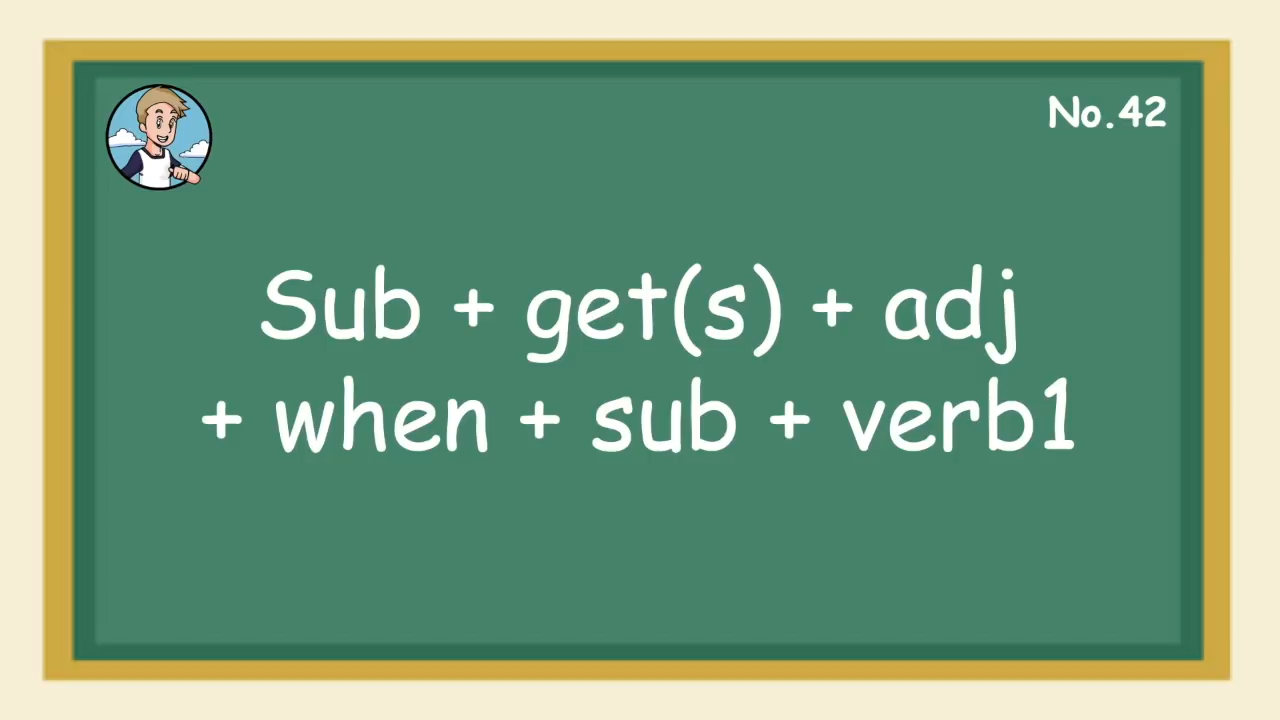 No.42
Sub + get(s) + adj
+ when + sub + verb1